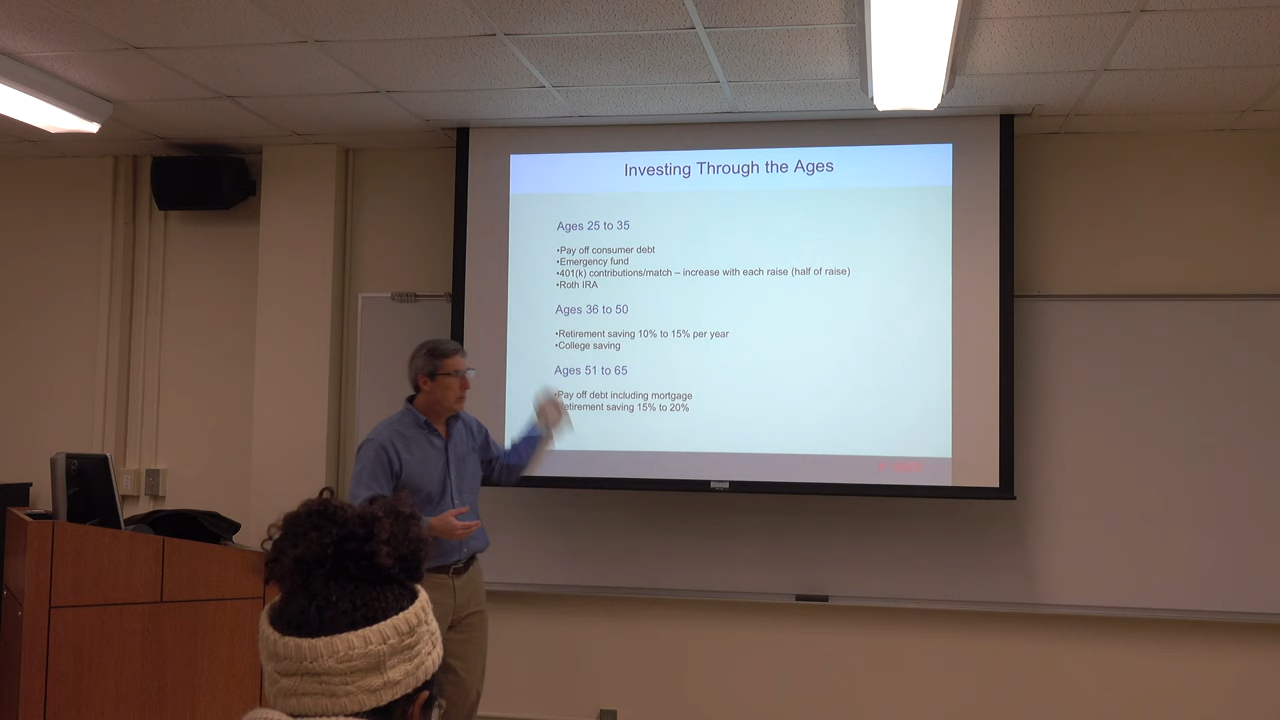 Investing Through the Ages
Ages 25 to 35
•Pay off consumer debt
•Emergency fund
•401(k) contributions/match – increase with each raise (half of raise)
•Roth IRA
Ages 36 to 50
•Retirement saving 10% to 15% per year
•College saving
Ages 51 to 65
•Pay off debt including mortgage
etirement saving 15% to 20%